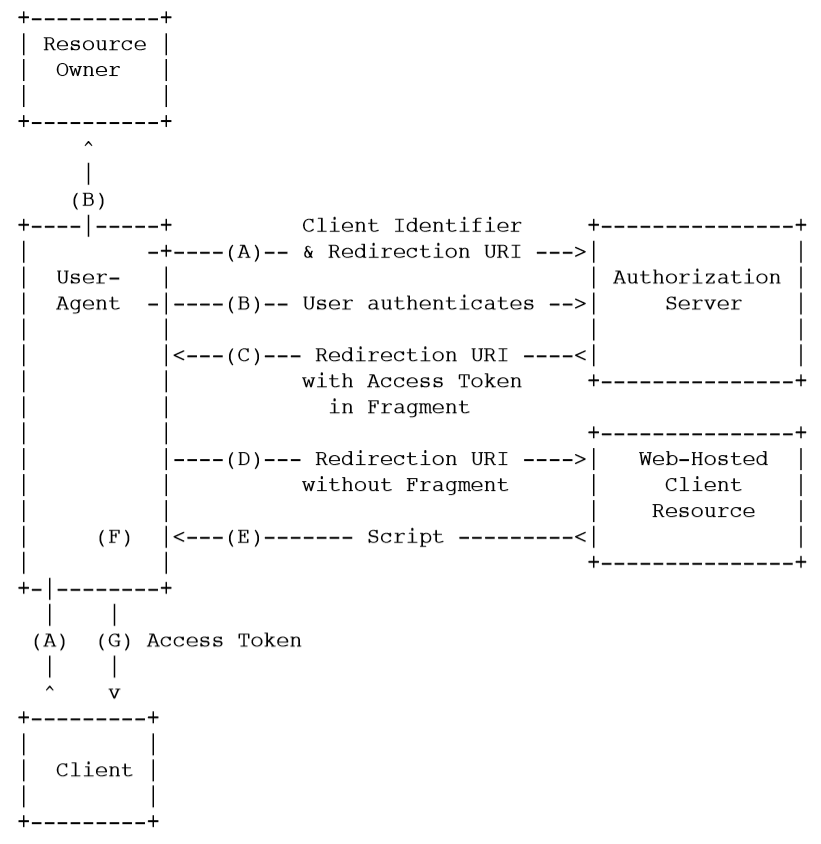 +----------+
| Resource |
|  Owner   |
|          |
+----------+
     ^
     |
    (B)
+----|-----+          Client Identifier     +---------------+
|         -+----(A)-- & Redirection URI --->|               |
|  User-   |                                | Authorization |
|  Agent  -|----(B)-- User authenticates -->|     Server    |
|          |                                |               |
|          |<---(C)--- Redirection URI ----<|               |
|          |          with Access Token     +---------------+
|          |            in Fragment
|          |                                +---------------+
|          |----(D)--- Redirection URI ---->|   Web-Hosted  |
|          |          without Fragment      |     Client    |
|          |                                |    Resource   |
|     (F)  |<---(E)------- Script ---------<|               |
|          |                                +---------------+
+-|--------+
  |    |
 (A)  (G) Access Token
  |    |
  ^    v
+---------+
|         |
|  Client |
|         |
+---------+